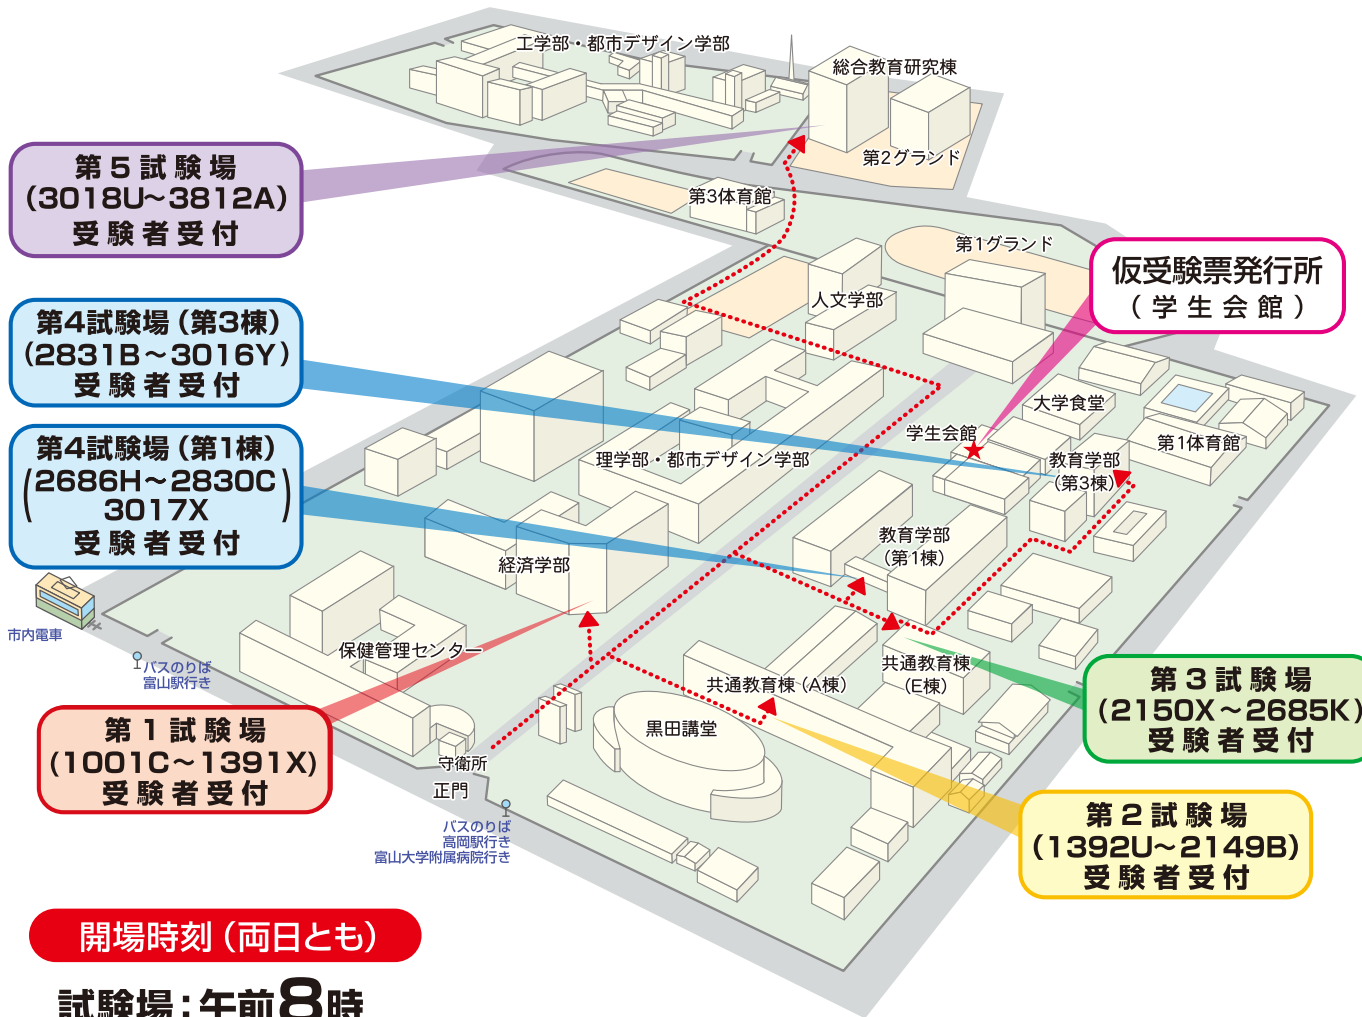 工学部・都市デザイン学部
総合教育研究棟
第2グランド
第５試験場
(3018U〜3812A)
受験者受付
第3体育館
第1グランド
仮受験票発行所
（学生会館）
人文学部
第4試験場（第3棟）
(2831B〜3016Y)
受験者受付
大学食堂
学生会館
第1体育館
教育学部
（第3棟）
理学部・都市デザイン学部
第4試験場（第1棟）
(2686H〜2830C
3017X)
受験者受付
教育学部
（第1棟）
経済学部
市内電車
バスのりば
富山駅行き
保健管理センター
共通教育棟
（E棟）
共通教育棟（A棟）
第３試験場
(2150X〜2685K)
受験者受付
第１試験場
(1001C〜1391X)
受験者受付
黒田講堂
守衛所
正門
バスのりば
高岡駅行き
富山大学附属病院行き
第２試験場
(1392U〜2149B)
受験者受付
開場時刻（両日とも）
試験場：午前8時